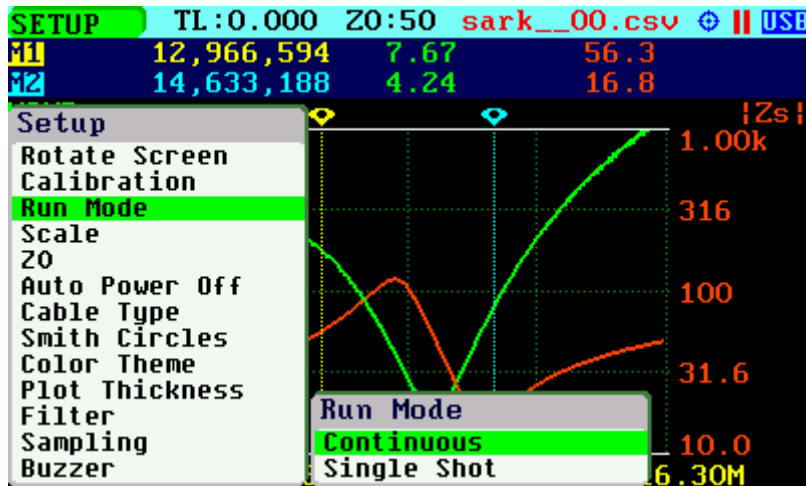 SETUP TL:0.000 Z0:50 sark__00.csv USB
M1 12,966,594 7.67 56.3
M2 14,633,188 4.24 16.8
|Zs|
Setup
Rotate Screen
Calibration
Run Mode
Scale
Z0
Auto Power Off
Cable Type
Smith Circles
Color Theme
Plot Thickness
Filter
Sampling
Buzzer
1.00k
316
100
31.6
10.0
Run Mode
Continuous
Single Shot
6.30M